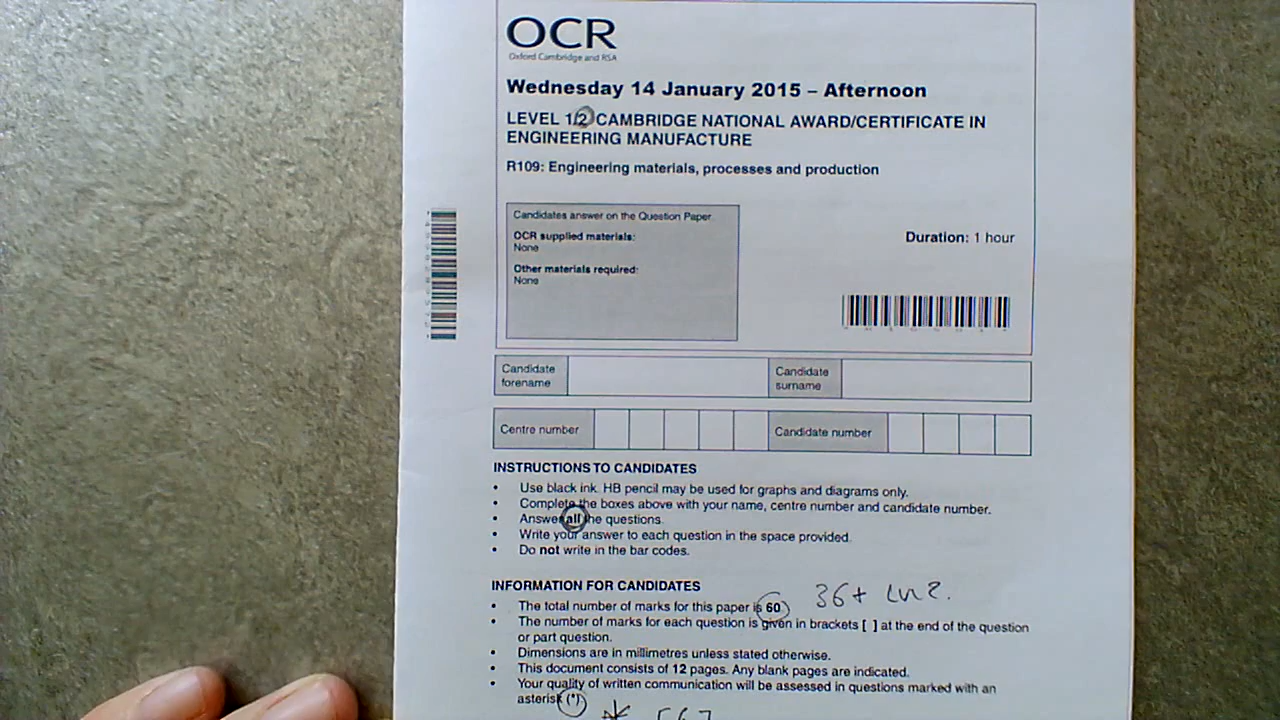 OCR
Oxford Cambridge and RSA
Wednesday 14 January 2015 – Afternoon
LEVEL 1/2 CAMBRIDGE NATIONAL AWARD/CERTIFICATE IN
ENGINEERING MANUFACTURE
R109: Engineering materials, processes and production
Candidates answer on the Question Paper.
OCR supplied materials:
None
Other materials required:
None
Duration: 1 hour
Candidate forename
Candidate surname
Centre number
Candidate number
INSTRUCTIONS TO CANDIDATES
• Use black ink. HB pencil may be used for graphs and diagrams only.
• Complete the boxes above with your name, centre number and candidate number.
• Answer all the questions.
• Write your answer to each question in the space provided.
• Do not write in the bar codes.
INFORMATION FOR CANDIDATES
36+ LVL2.
• The total number of marks for this paper is 60.
• The number of marks for each question is given in brackets [ ] at the end of the question
or part question.
• Dimensions are in millimetres unless stated otherwise.
• This document consists of 12 pages. Any blank pages are indicated.
• Your quality of written communication will be assessed in questions marked with an
asterisk (*)